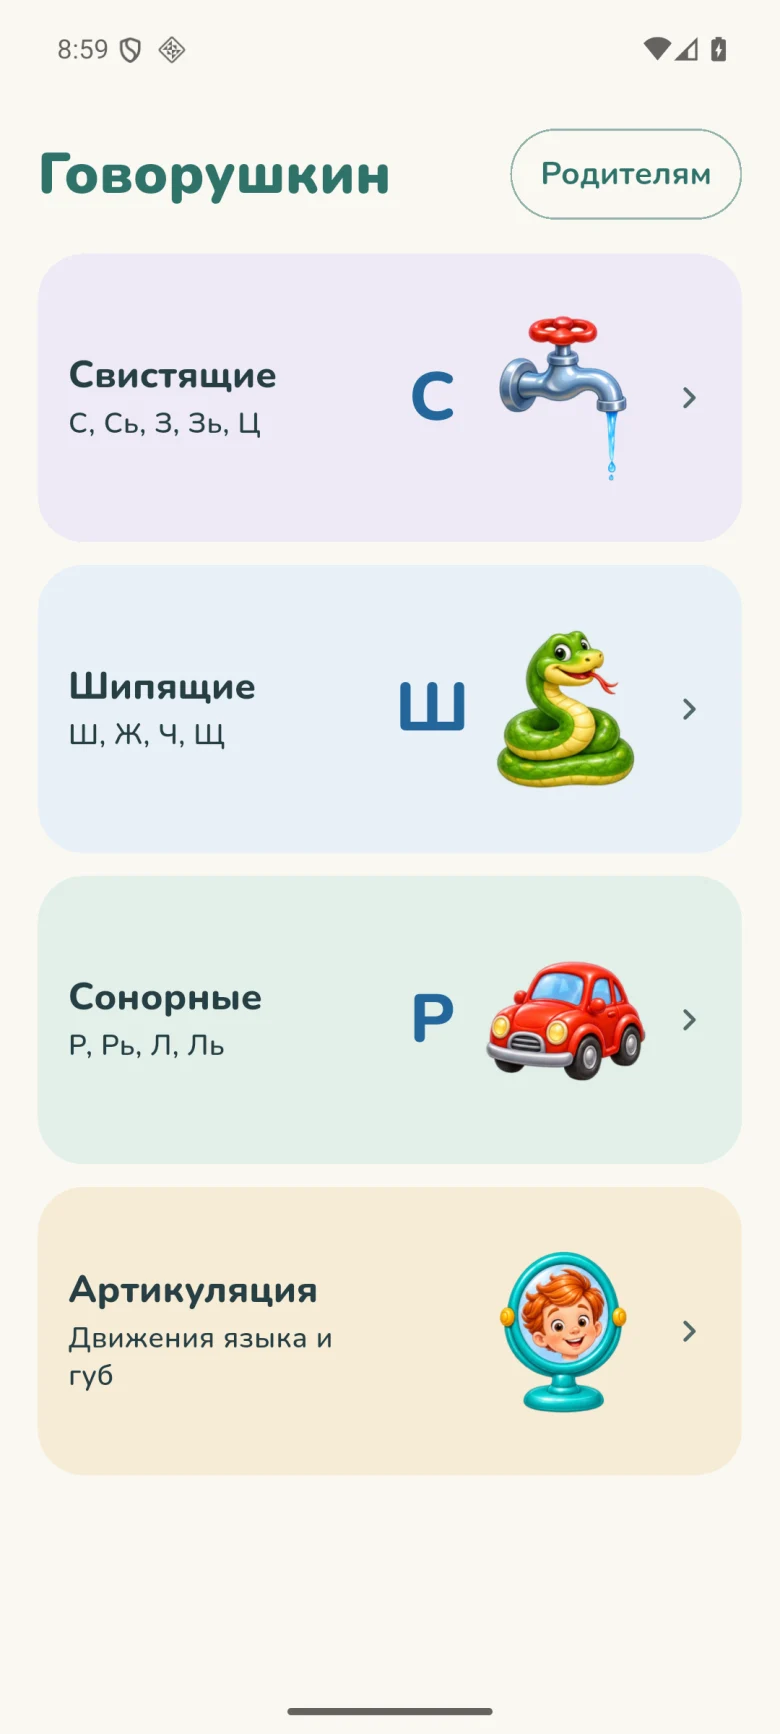 8:59
Говорушкин
Родителям
Свистящие
С, Сь, З, Зь, Ц
С
Шипящие
Ш, Ж, Ч, Щ
Ш
Сонорные
Р, Рь, Л, Ль
Р
Артикуляция
Движения языка и
губ